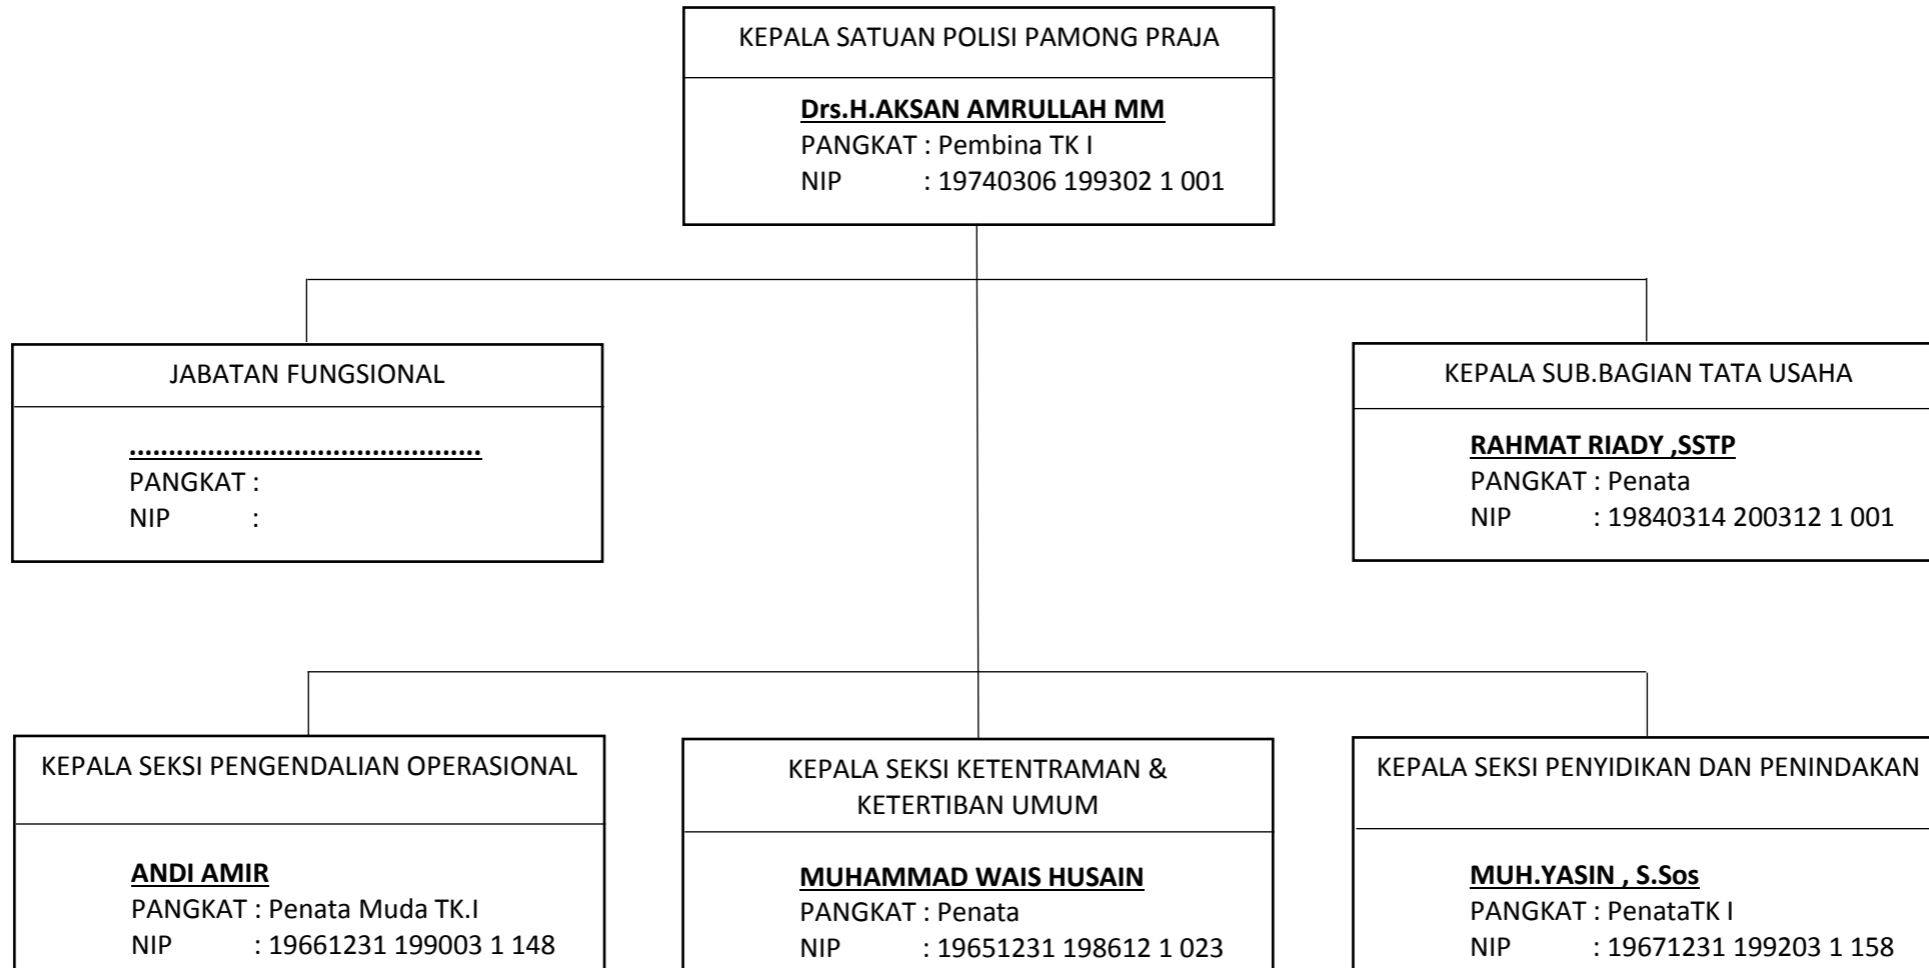 KEPALA SATUAN POLISI PAMONG PRAJA
Drs.H.AKSAN AMRULLAH MM
PANGKAT : Pembina TK I
NIP : 19740306 199302 1 001
JABATAN FUNGSIONAL
............................................
PANGKAT :
NIP :
KEPALA SUB.BAGIAN TATA USAHA
RAHMAT RIADY ,SSTP
PANGKAT : Penata
NIP : 19840314 200312 1 001
KEPALA SEKSI PENGENDALIAN OPERASIONAL
ANDI AMIR
PANGKAT : Penata Muda TK.I
NIP : 19661231 199003 1 148
KEPALA SEKSI KETENTRAMAN &
KETERTIBAN UMUM
MUHAMMAD WAIS HUSAIN
PANGKAT : Penata
NIP : 19651231 198612 1 023
KEPALA SEKSI PENYIDIKAN DAN PENINDAKAN
MUH.YASIN , S.Sos
PANGKAT : PenataTK I
NIP : 19671231 199203 1 158